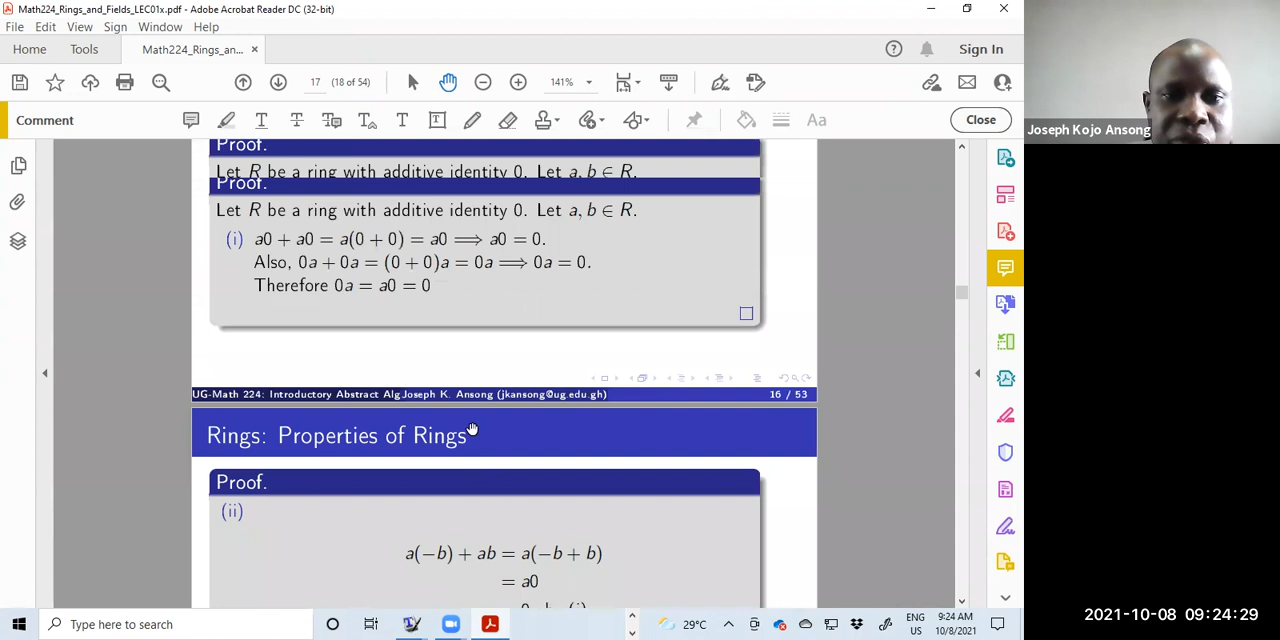 Math224_Rings_and_Fields_LEC01x.pdf - Adobe Acrobat Reader DC (32-bit)
File Edit View Sign Window Help
Home Tools Math224_Rings_an... × Sign In
17 (18 of 54) 141%
Comment Aa Close
Joseph Kojo Ansong
Proof.
Let R be a ring with additive identity 0. Let a, b ∈ R.
Proof.
Let R be a ring with additive identity 0. Let a, b ∈ R.
(i) a0 + a0 = a(0 + 0) = a0 ⟹ a0 = 0.
Also, 0a + 0a = (0 + 0)a = 0a ⟹ 0a = 0.
Therefore 0a = a0 = 0
UG-Math 224: Introductory Abstract Alg Joseph K. Ansong (jkansong@ug.edu.gh) 16 / 53
Rings: Properties of Rings
Proof.
(ii)
a(−b) + ab = a(−b + b)
= a0
Type here to search
29°C
ENG
US
9:24 AM
10/8/2021
2021-10-08 09:24:29